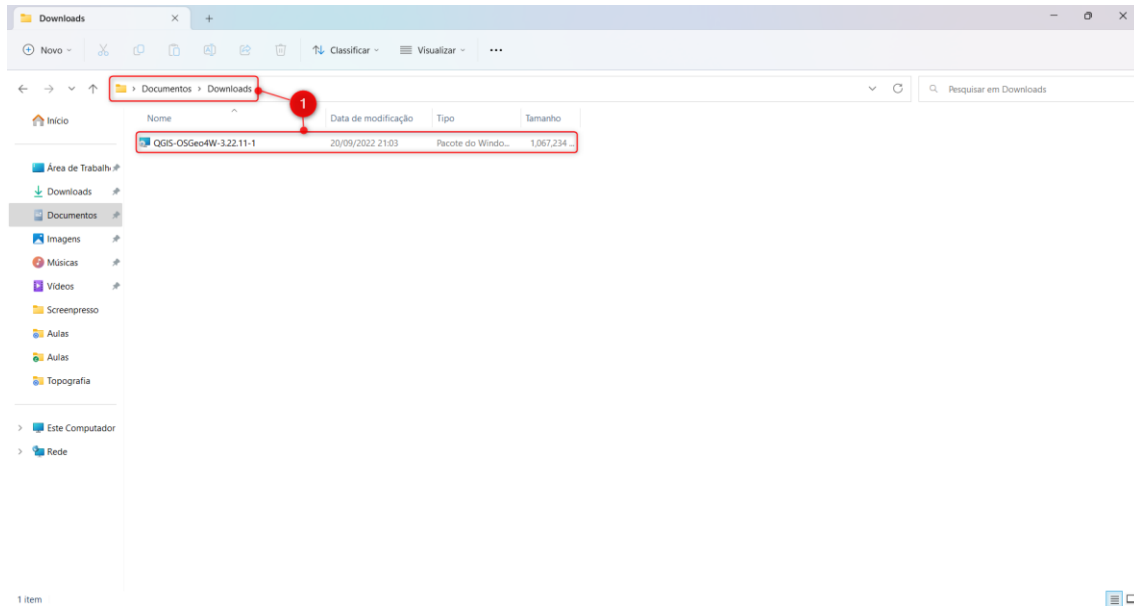 Downloads
Novo
Classificar
Visualizar
Documentos > Downloads
Pesquisar em Downloads
1
Início
Nome
Data de modificação
Tipo
Tamanho
QGIS-OSGeo4W-3.22.11-1
20/09/2022 21:03
Pacote do Windo...
1,067,234 ...
Área de Trabalho
Downloads
Documentos
Imagens
Músicas
Vídeos
Screenpresso
Aulas
Aulas
Topografia
Este Computador
Rede
1 item